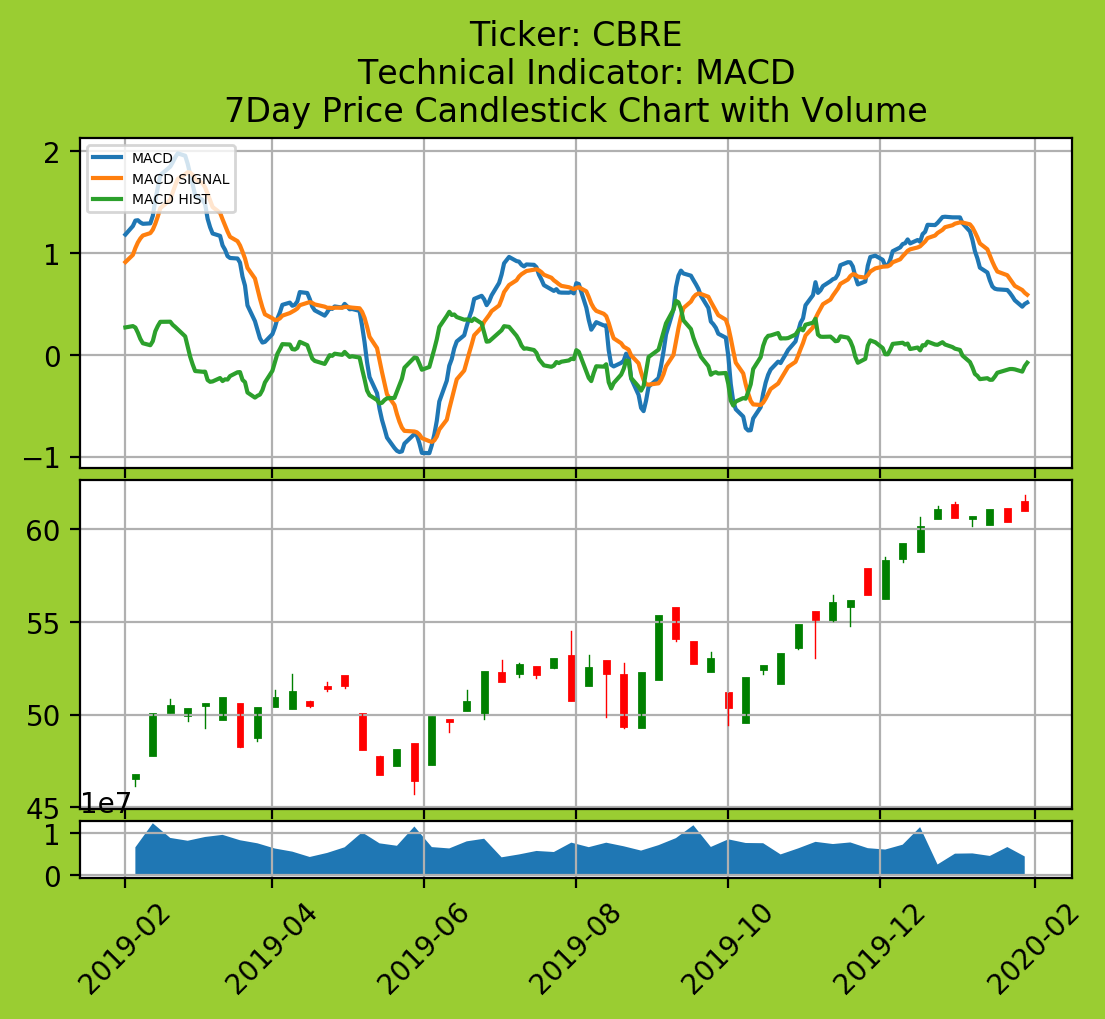 Ticker: CBRE
Technical Indicator: MACD
7Day Price Candlestick Chart with Volume
MACD
MACD SIGNAL
MACD HIST
2
1
0
−1
60
55
50
45
1e7
1
0
2019-02
2019-04
2019-06
2019-08
2019-10
2019-12
2020-02